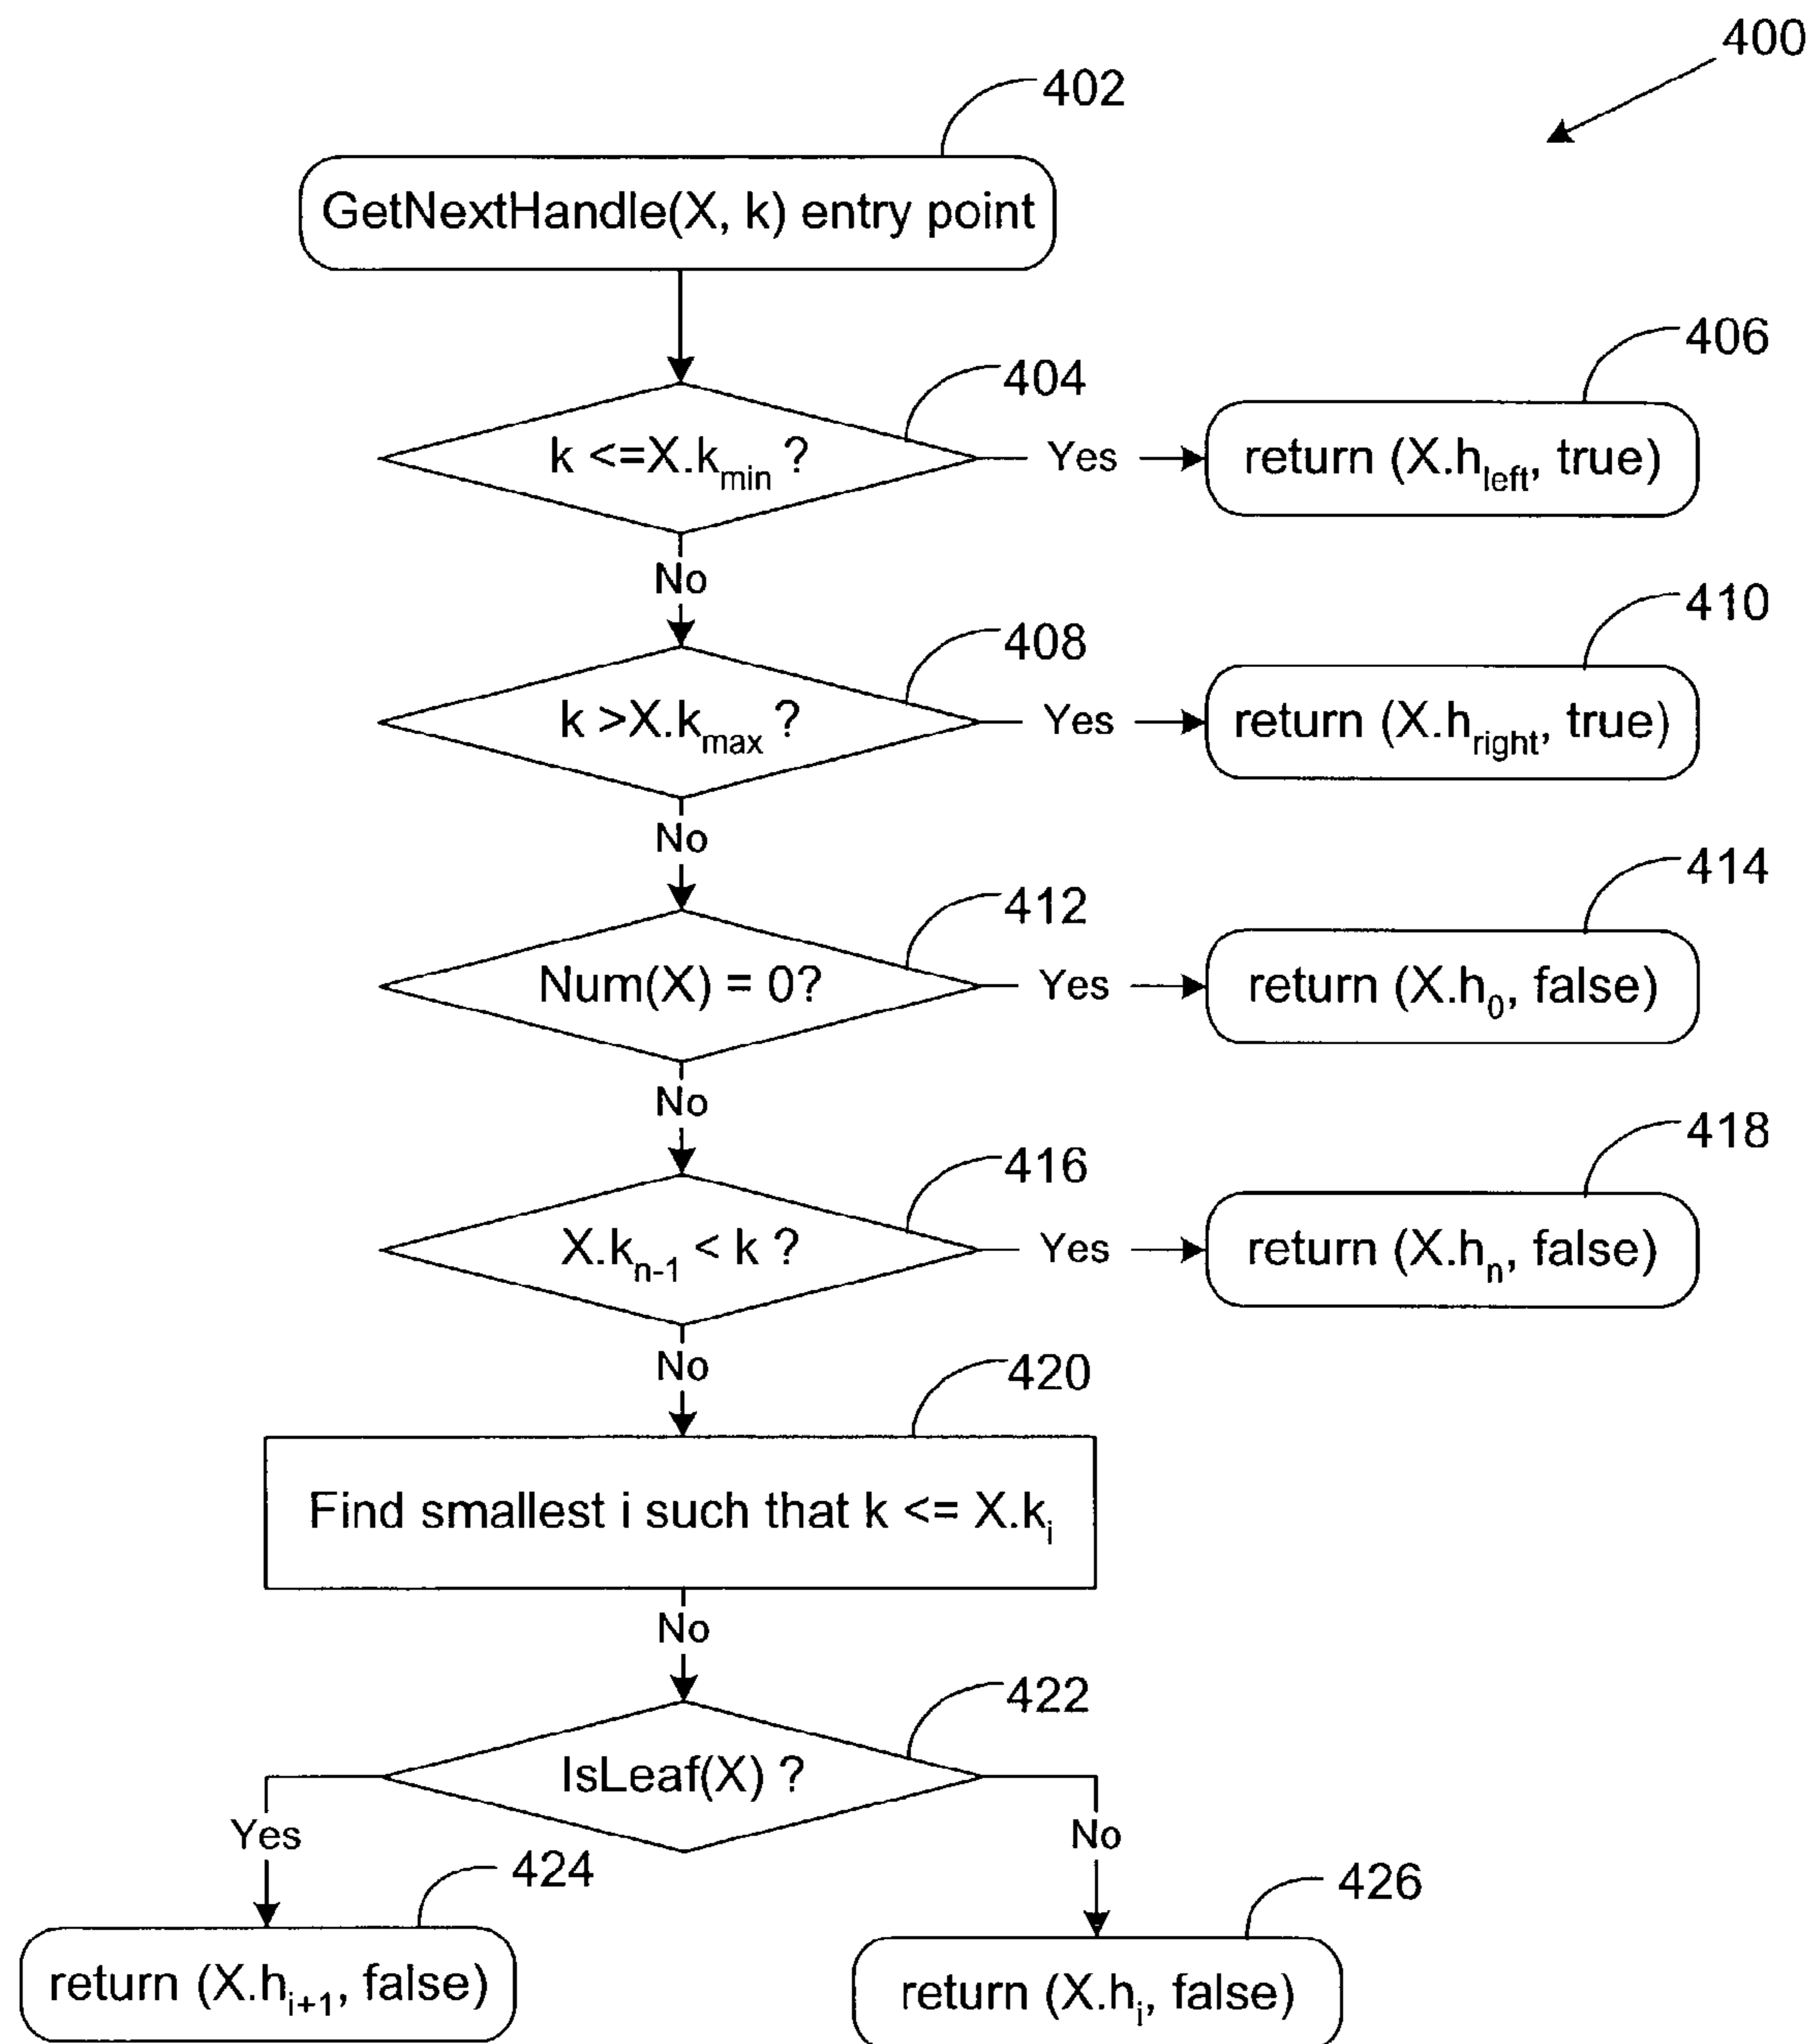 400
402
GetNextHandle(X, k) entry point
404
k <=X.kmin ?
Yes
406
return (X.hleft, true)
No
408
k >X.kmax ?
Yes
410
return (X.hright, true)
No
412
Num(X) = 0?
Yes
414
return (X.h0, false)
No
416
X.kn-1 < k ?
Yes
418
return (X.hn, false)
No
420
Find smallest i such that k <= X.ki
No
422
IsLeaf(X) ?
Yes
No
424
return (X.hi+1, false)
426
return (X.hi, false)